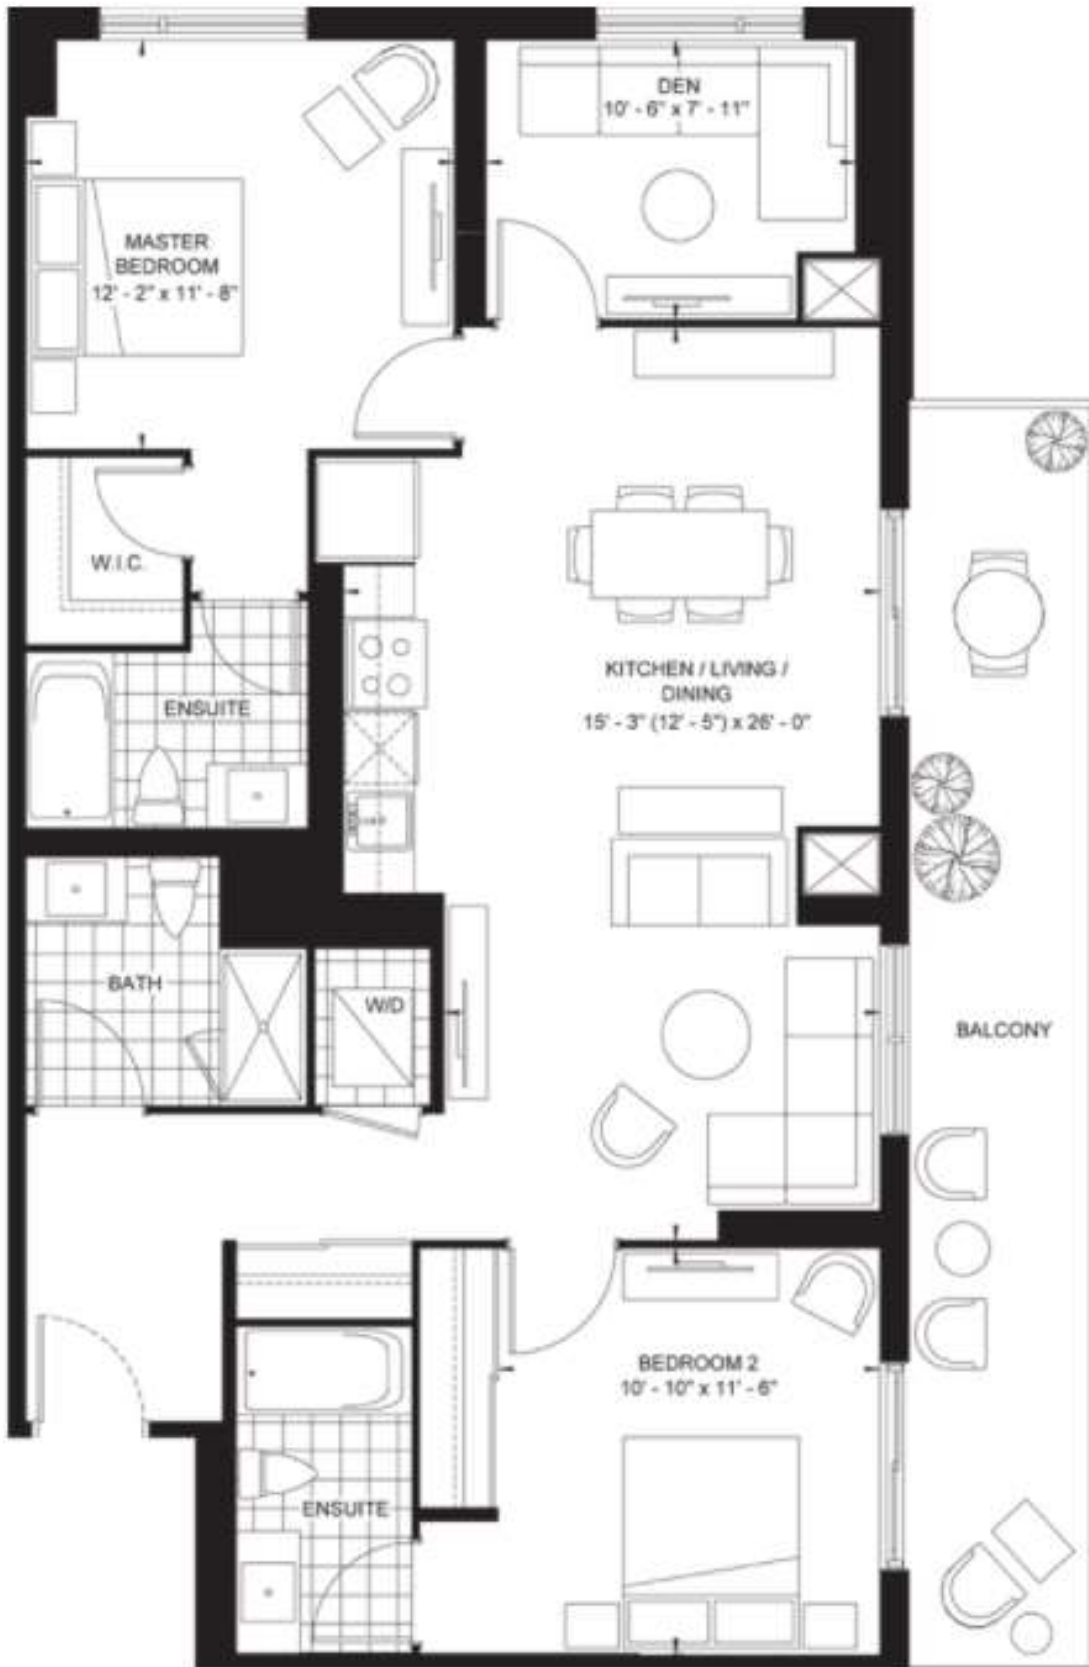 DEN
10' - 6" x 7' - 11"
MASTER
BEDROOM
12' - 2" x 11' - 8"
W.I.C.
ENSUITE
KITCHEN / LIVING /
DINING
15' - 3" (12' - 5") x 26' - 0"
BATH
W/D
BALCONY
BEDROOM 2
10' - 10" x 11' - 6"
ENSUITE